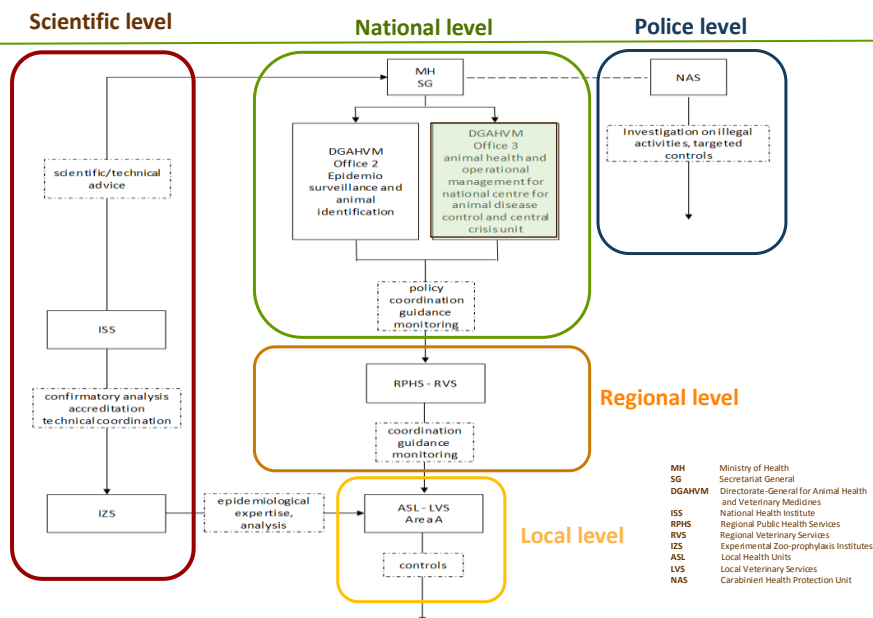 Scientific level
National level
Police level
MH
SG
NAS
scientific/technical
advice
DGAHVM
Office 2
Epidemio
surveillance and
animal
identification
DGAHVM
Office 3
animal health and
operational
management for
national centre for
animal disease
control and central
crisis unit
Investigation on illegal
activities, targeted
controls
policy
coordination
guidance
monitoring
ISS
confirmatory analysis
accreditation
technical coordination
RPHS - RVS
Regional level
coordination
guidance
monitoring
IZS
epidemiological
expertise,
analysis
ASL - LVS
Area A
Local level
controls
MH Ministry of Health
SG Secretariat General
DGAHVM Directorate-General for Animal Health
and Veterinary Medicines
ISS National Health Institute
RPHS Regional Public Health Services
RVS Regional Veterinary Services
IZS Experimental Zoo-prophylaxis Institutes
ASL Local Health Units
LVS Local Veterinary Services
NAS Carabinieri Health Protection Unit